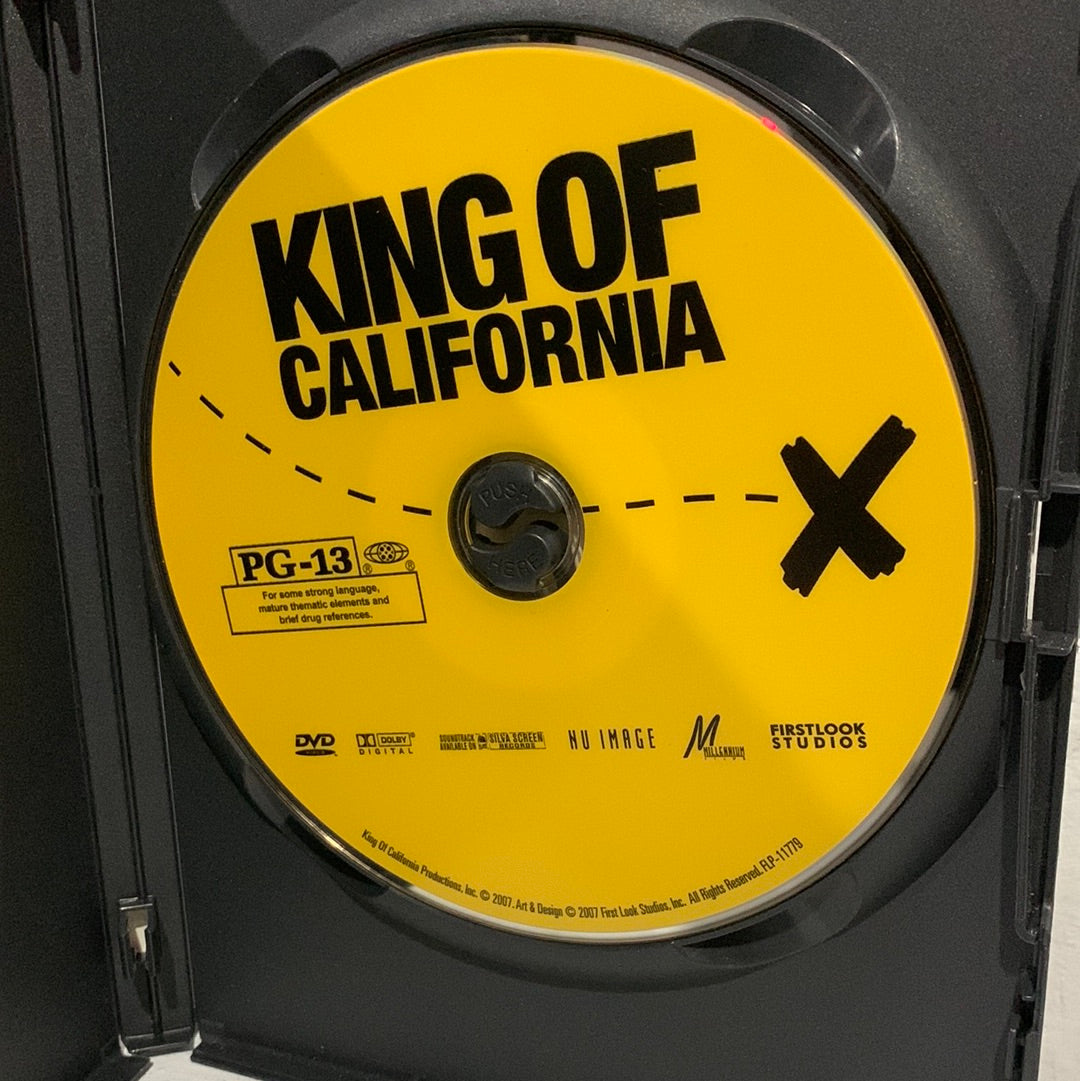 KING OF
CALIFORNIA
PUSH
HERE
PG-13 ® ®
For some strong language,
mature thematic elements and
brief drug references.
DVD
DOLBY®
DIGITAL
SOUNDTRACK
AVAILABLE ON
SILVA SCREEN
RECORDS
NU IMAGE
M
MILLENNIUM
FIRSTLOOK
STUDIOS
King Of California Productions, Inc. © 2007. Art & Design © 2007 First Look Studios, Inc. All Rights Reserved. FLP-11779